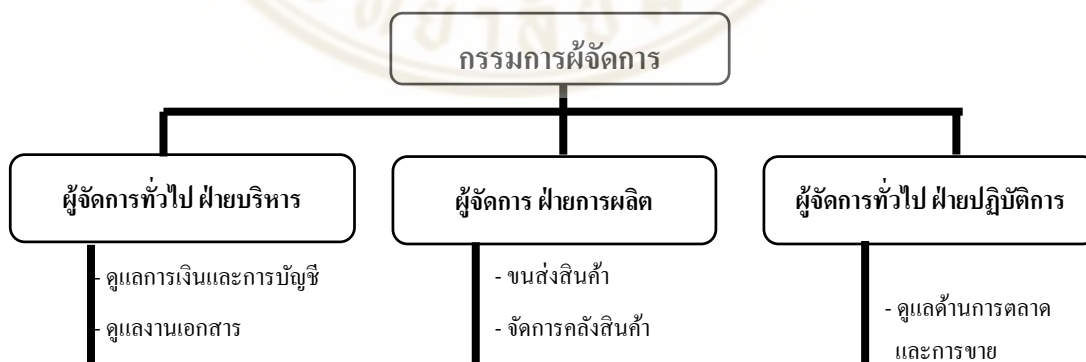 กรรมการผู้จัดการ
ผู้จัดการทั่วไป ฝ่ายบริหาร
- ดูแลการเงินและการบัญชี
- ดูแลงานเอกสาร
ผู้จัดการ ฝ่ายการผลิต
- ขนส่งสินค้า
- จัดการคลังสินค้า
ผู้จัดการทั่วไป ฝ่ายปฏิบัติการ
- ดูแลด้านการตลาด
และการขาย